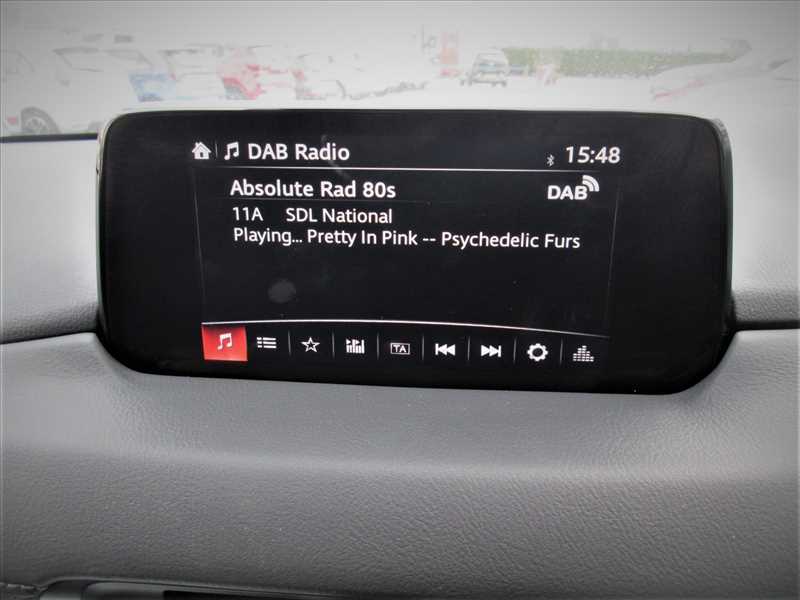 DAB Radio 15:48
Absolute Rad 80s DAB
11A SDL National
Playing... Pretty In Pink -- Psychedelic Furs
TA